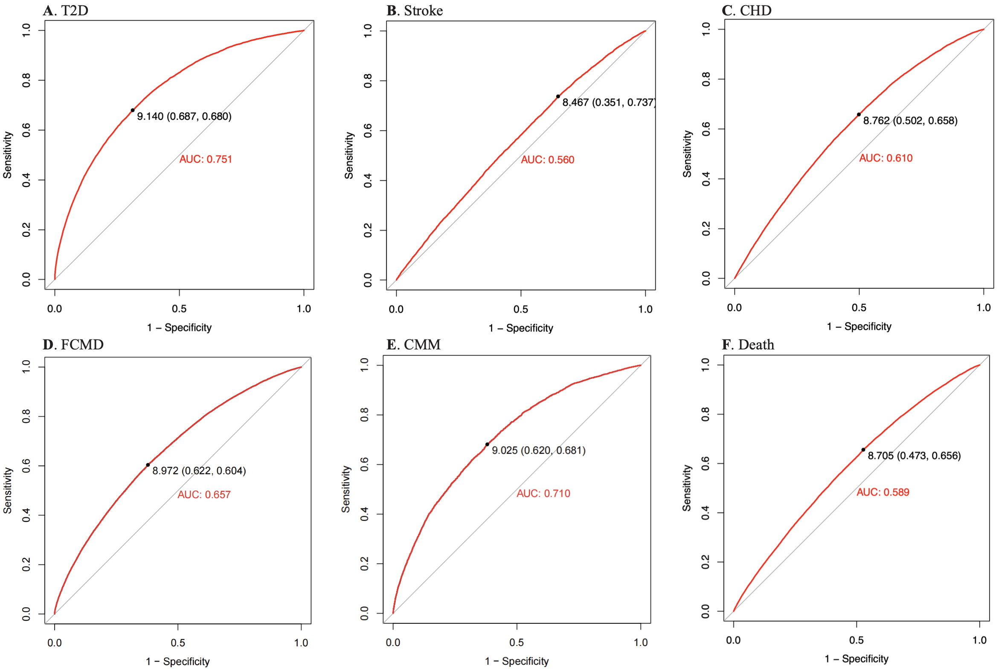 A. T2D
1.0
0.8
0.6
0.4
0.2
0.0
Sensitivity
9.140 (0.687, 0.680)
AUC: 0.751
0.0 0.5 1.0
1 – Specificity
B. Stroke
1.0
0.8
0.6
0.4
0.2
0.0
Sensitivity
8.467 (0.351, 0.737)
AUC: 0.560
0.0 0.5 1.0
1 – Specificity
C. CHD
1.0
0.8
0.6
0.4
0.2
0.0
Sensitivity
8.762 (0.502, 0.658)
AUC: 0.610
0.0 0.5 1.0
1 – Specificity
D. FCMD
1.0
0.8
0.6
0.4
0.2
0.0
Sensitivity
8.972 (0.622, 0.604)
AUC: 0.657
0.0 0.5 1.0
1 – Specificity
E. CMM
1.0
0.8
0.6
0.4
0.2
0.0
Sensitivity
9.025 (0.620, 0.681)
AUC: 0.710
0.0 0.5 1.0
1 – Specificity
F. Death
1.0
0.8
0.6
0.4
0.2
0.0
Sensitivity
8.705 (0.473, 0.656)
AUC: 0.589
0.0 0.5 1.0
1 – Specificity